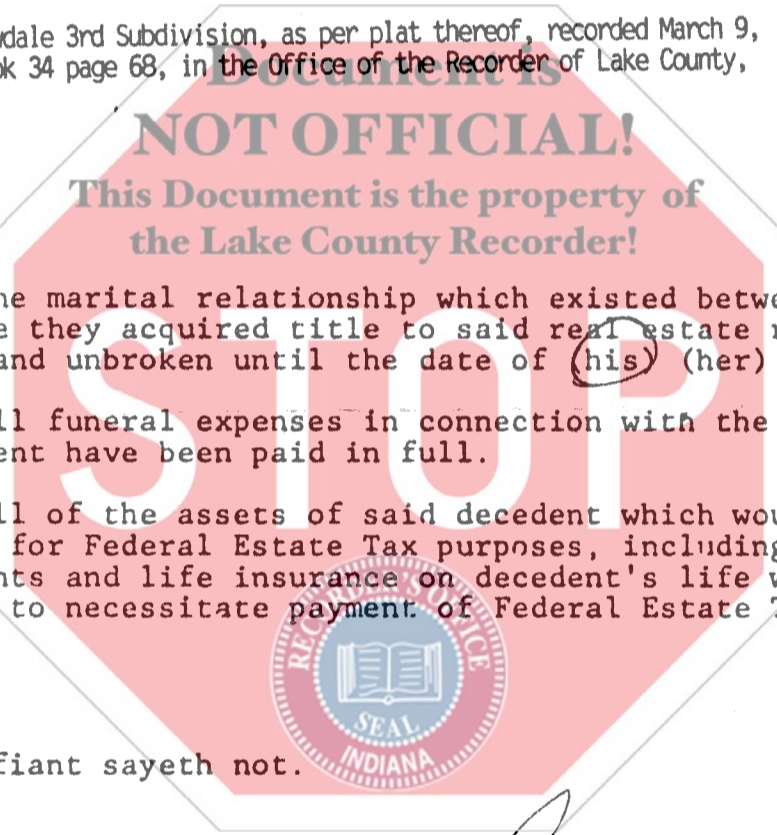 dale 3rd Subdivision, as per plat thereof, recorded March 9,
ok 34 page 68, in the Office of the Recorder of Lake County,
Document is
NOT OFFICIAL!
This Document is the property of
the Lake County Recorder!
ne marital relationship which existed betwe
e they acquired title to said real estate
and unbroken until the date of (his) (her)
STOP
ll funeral expenses in connection with the
ent have been paid in full.
ll of the assets of said decedent which wou
for Federal Estate Tax purposes, including
nts and life insurance on decedent's life
to necessitate payment of Federal Estate
RECORDER'S OFFICE
SEAL
INDIANA
fiant sayeth not.